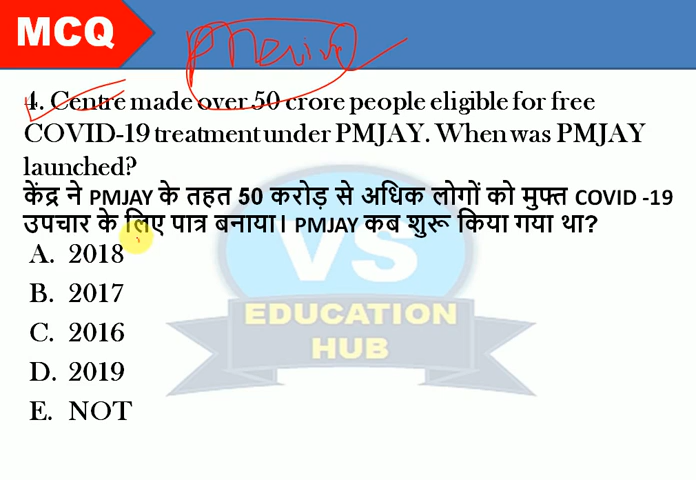 MCQ
4. Centre made over 50 crore people eligible for free
COVID-19 treatment under PMJAY. When was PMJAY
launched?
केंद्र ने PMJAY के तहत 50 करोड़ से अधिक लोगों को मुफ्त COVID -19
उपचार के लिए पात्र बनाया। PMJAY कब शुरू किया गया था?
A. 2018
B. 2017
C. 2016
D. 2019
E. NOT
VS
EDUCATION
HUB